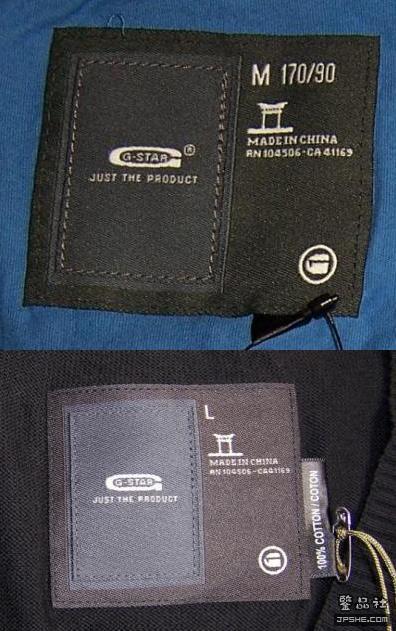 M 170/90
MADE IN CHINA
RN 104506-CA 41169
G-STAR®
JUST THE PRODUCT
L
MADE IN CHINA
RN 104506-CA41169
G-STAR
JUST THE PRODUCT
100% COTTON / COTON
鉴品社
JPSHE.COM